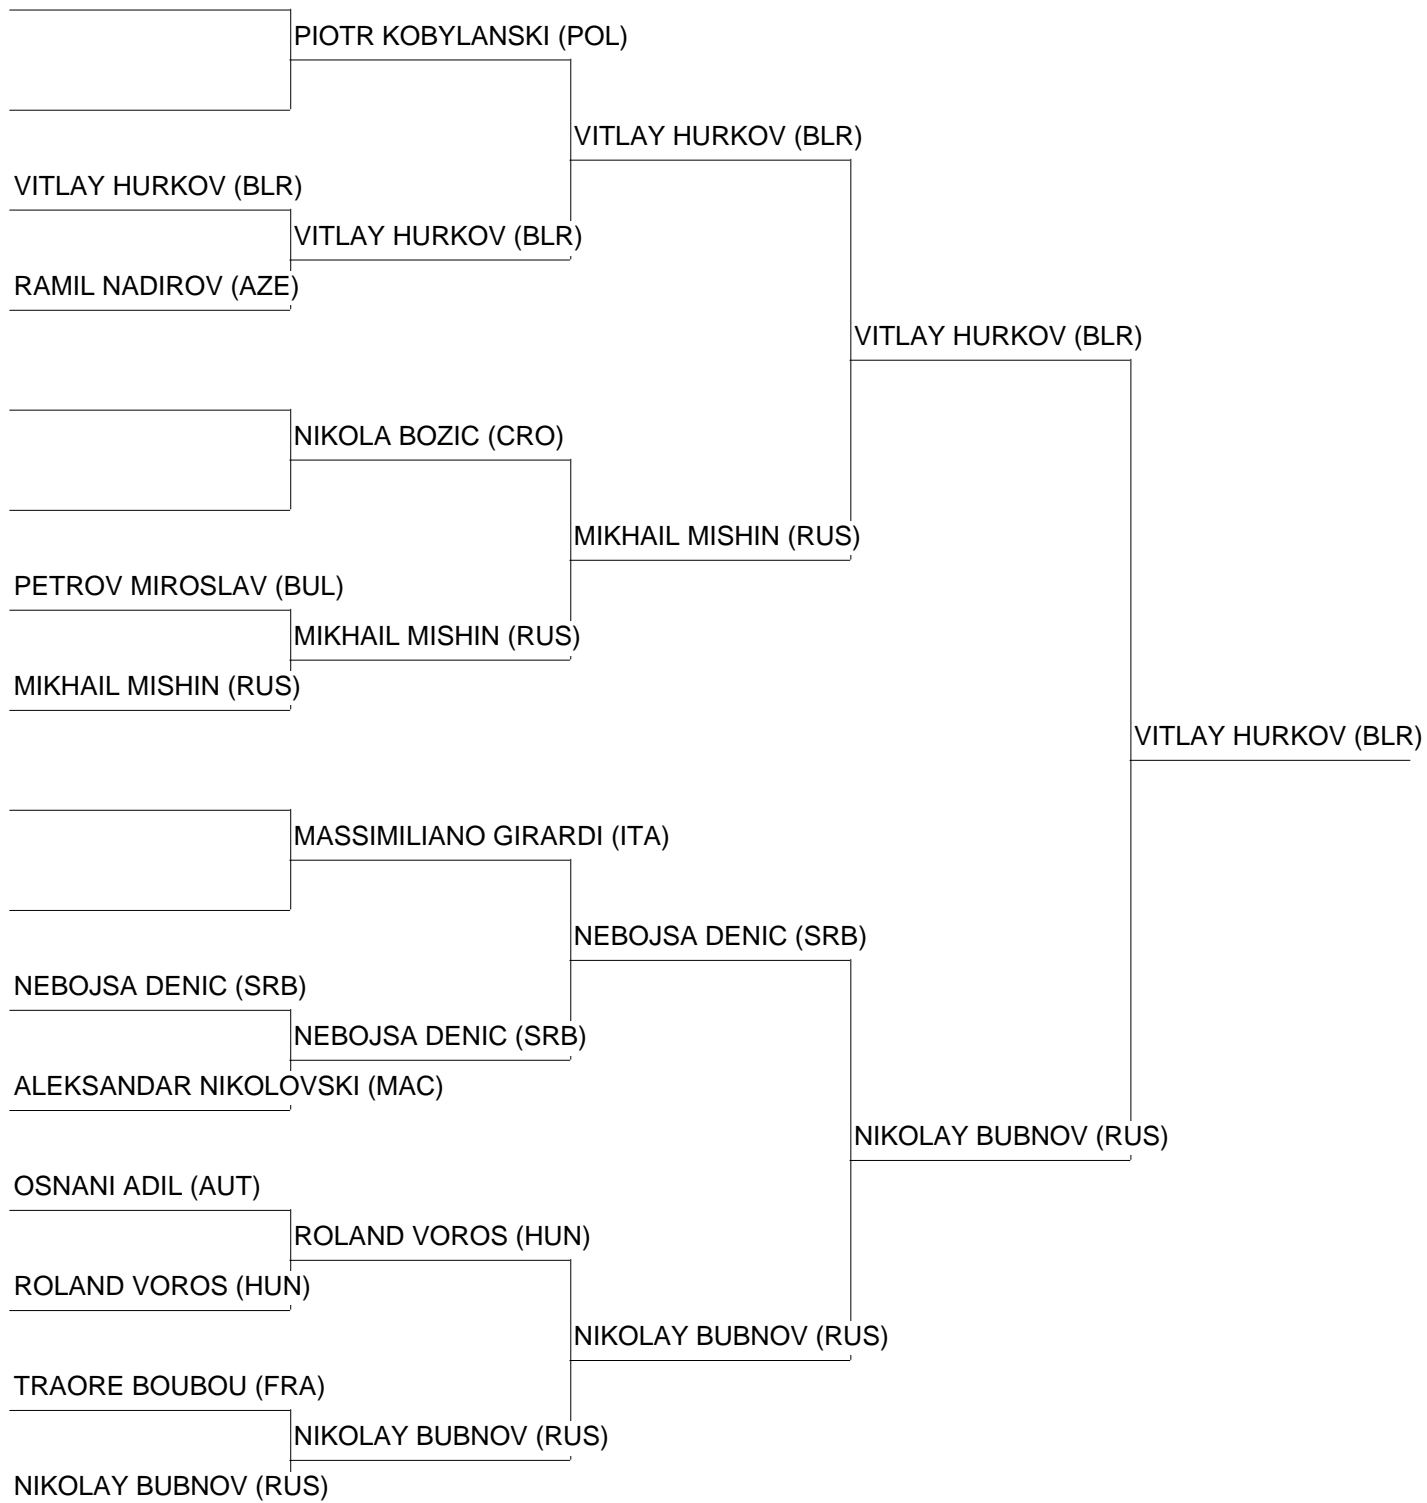 PIOTR KOBYLANSKI (POL)
VITLAY HURKOV (BLR)
VITLAY HURKOV (BLR)
VITLAY HURKOV (BLR)
RAMIL NADIROV (AZE)
VITLAY HURKOV (BLR)
NIKOLA BOZIC (CRO)
MIKHAIL MISHIN (RUS)
PETROV MIROSLAV (BUL)
MIKHAIL MISHIN (RUS)
MIKHAIL MISHIN (RUS)
VITLAY HURKOV (BLR)
MASSIMILIANO GIRARDI (ITA)
NEBOJSA DENIC (SRB)
NEBOJSA DENIC (SRB)
NEBOJSA DENIC (SRB)
ALEKSANDAR NIKOLOVSKI (MAC)
NIKOLAY BUBNOV (RUS)
OSNANI ADIL (AUT)
ROLAND VOROS (HUN)
ROLAND VOROS (HUN)
NIKOLAY BUBNOV (RUS)
TRAORE BOUBOU (FRA)
NIKOLAY BUBNOV (RUS)
NIKOLAY BUBNOV (RUS)